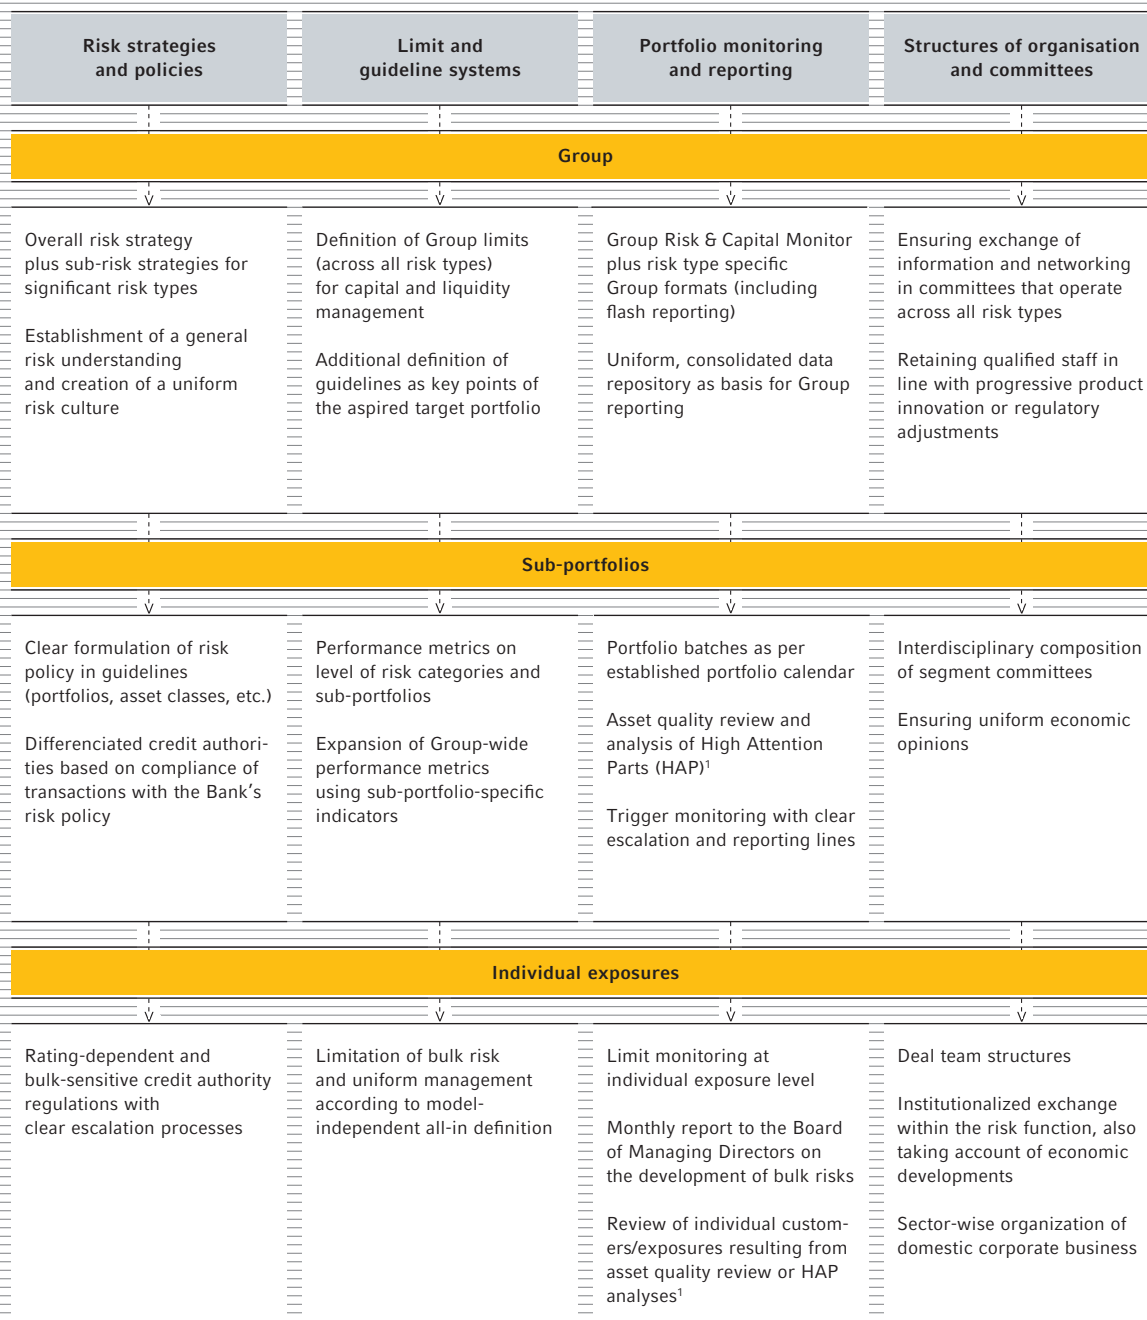 Risk strategies
and policies
Limit and
guideline systems
Portfolio monitoring
and reporting
Structures of organisation
and committees
Group
Overall risk strategy
plus sub-risk strategies for
significant risk types
Establishment of a general
risk understanding
and creation of a uniform
risk culture
Definition of Group limits
(across all risk types)
for capital and liquidity
management
Additional definition of
guidelines as key points of
the aspired target portfolio
Group Risk & Capital Monitor
plus risk type specific
Group formats (including
flash reporting)
Uniform, consolidated data
repository as basis for Group
reporting
Ensuring exchange of
information and networking
in committees that operate
across all risk types
Retaining qualified staff in
line with progressive product
innovation or regulatory
adjustments
Sub-portfolios
Clear formulation of risk
policy in guidelines
(portfolios, asset classes, etc.)
Differenciated credit authori-
ties based on compliance of
transactions with the Bank’s
risk policy
Performance metrics on
level of risk categories and
sub-portfolios
Expansion of Group-wide
performance metrics
using sub-portfolio-specific
indicators
Portfolio batches as per
established portfolio calendar
Asset quality review and
analysis of High Attention
Parts (HAP)¹
Trigger monitoring with clear
escalation and reporting lines
Interdisciplinary composition
of segment committees
Ensuring uniform economic
opinions
Individual exposures
Rating-dependent and
bulk-sensitive credit authority
regulations with
clear escalation processes
Limitation of bulk risk
and uniform management
according to model-
independent all-in definition
Limit monitoring at
individual exposure level
Monthly report to the Board
of Managing Directors on
the development of bulk risks
Review of individual custom-
ers/exposures resulting from
asset quality review or HAP
analyses¹
Deal team structures
Institutionalized exchange
within the risk function, also
taking account of economic
developments
Sector-wise organization of
domestic corporate business